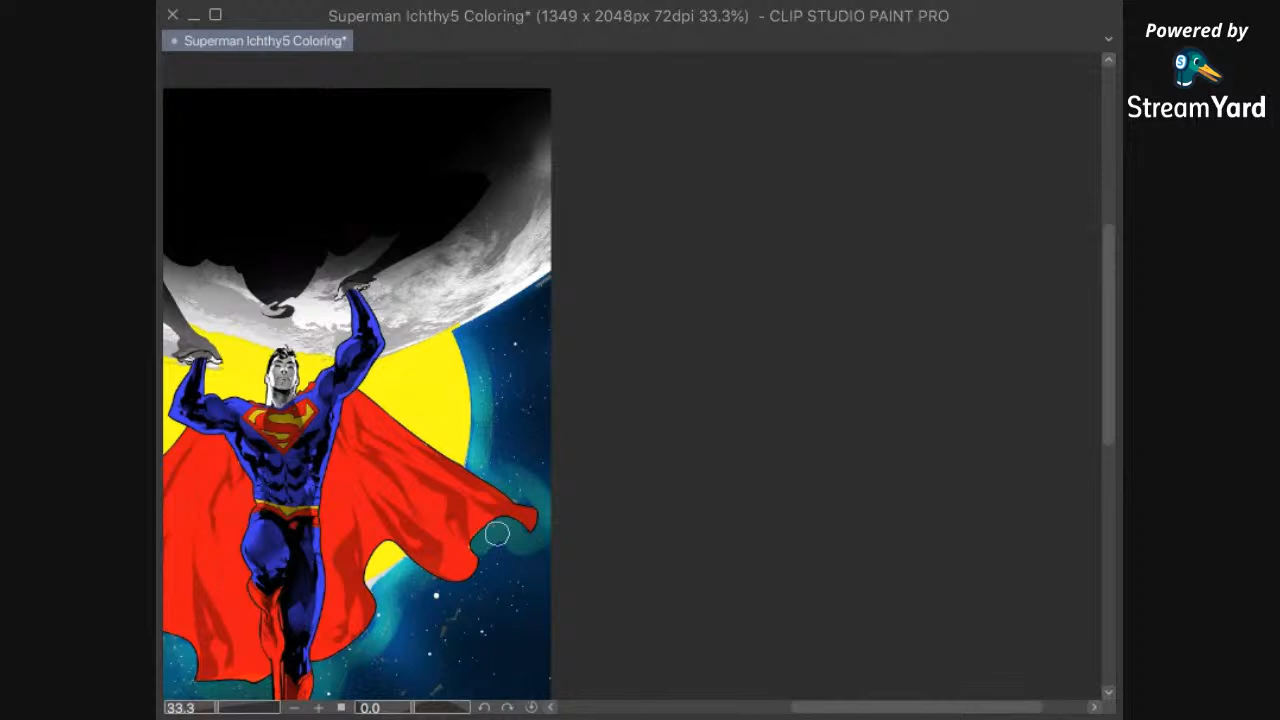 Superman Ichthy5 Coloring* (1349 x 2048px 72dpi 33.3%) - CLIP STUDIO PAINT PRO
Superman Ichthy5 Coloring*
Powered by
S
StreamYard
S
33.3
0.0